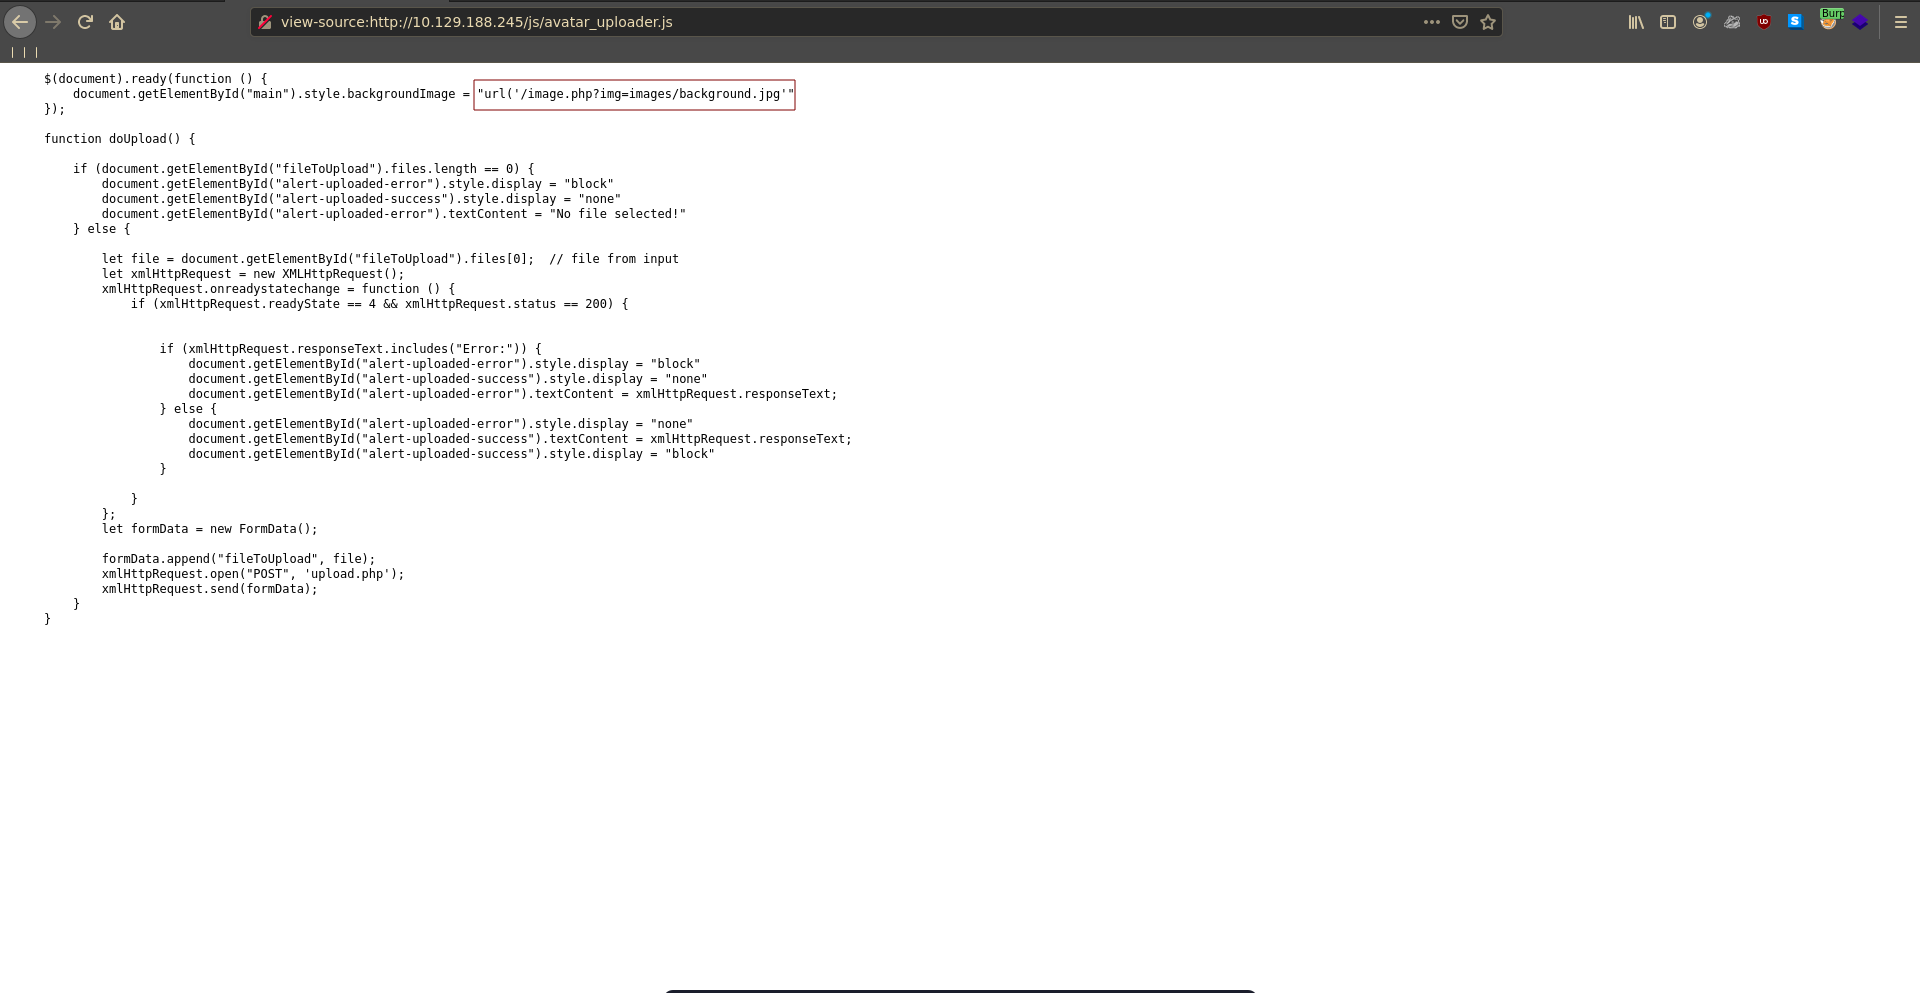 view-source:http://10.129.188.245/js/avatar_uploader.js
Burp
$(document).ready(function () {
    document.getElementById("main").style.backgroundImage = "url('/image.php?img=images/background.jpg'"
});

function doUpload() {

    if (document.getElementById("fileToUpload").files.length == 0) {
        document.getElementById("alert-uploaded-error").style.display = "block"
        document.getElementById("alert-uploaded-success").style.display = "none"
        document.getElementById("alert-uploaded-error").textContent = "No file selected!"
    } else {

        let file = document.getElementById("fileToUpload").files[0];  // file from input
        let xmlHttpRequest = new XMLHttpRequest();
        xmlHttpRequest.onreadystatechange = function () {
            if (xmlHttpRequest.readyState == 4 && xmlHttpRequest.status == 200) {


                if (xmlHttpRequest.responseText.includes("Error:")) {
                    document.getElementById("alert-uploaded-error").style.display = "block"
                    document.getElementById("alert-uploaded-success").style.display = "none"
                    document.getElementById("alert-uploaded-error").textContent = xmlHttpRequest.responseText;
                } else {
                    document.getElementById("alert-uploaded-error").style.display = "none"
                    document.getElementById("alert-uploaded-success").textContent = xmlHttpRequest.responseText;
                    document.getElementById("alert-uploaded-success").style.display = "block"
                }

            }
        };
        let formData = new FormData();

        formData.append("fileToUpload", file);
        xmlHttpRequest.open("POST", 'upload.php');
        xmlHttpRequest.send(formData);
    }
}